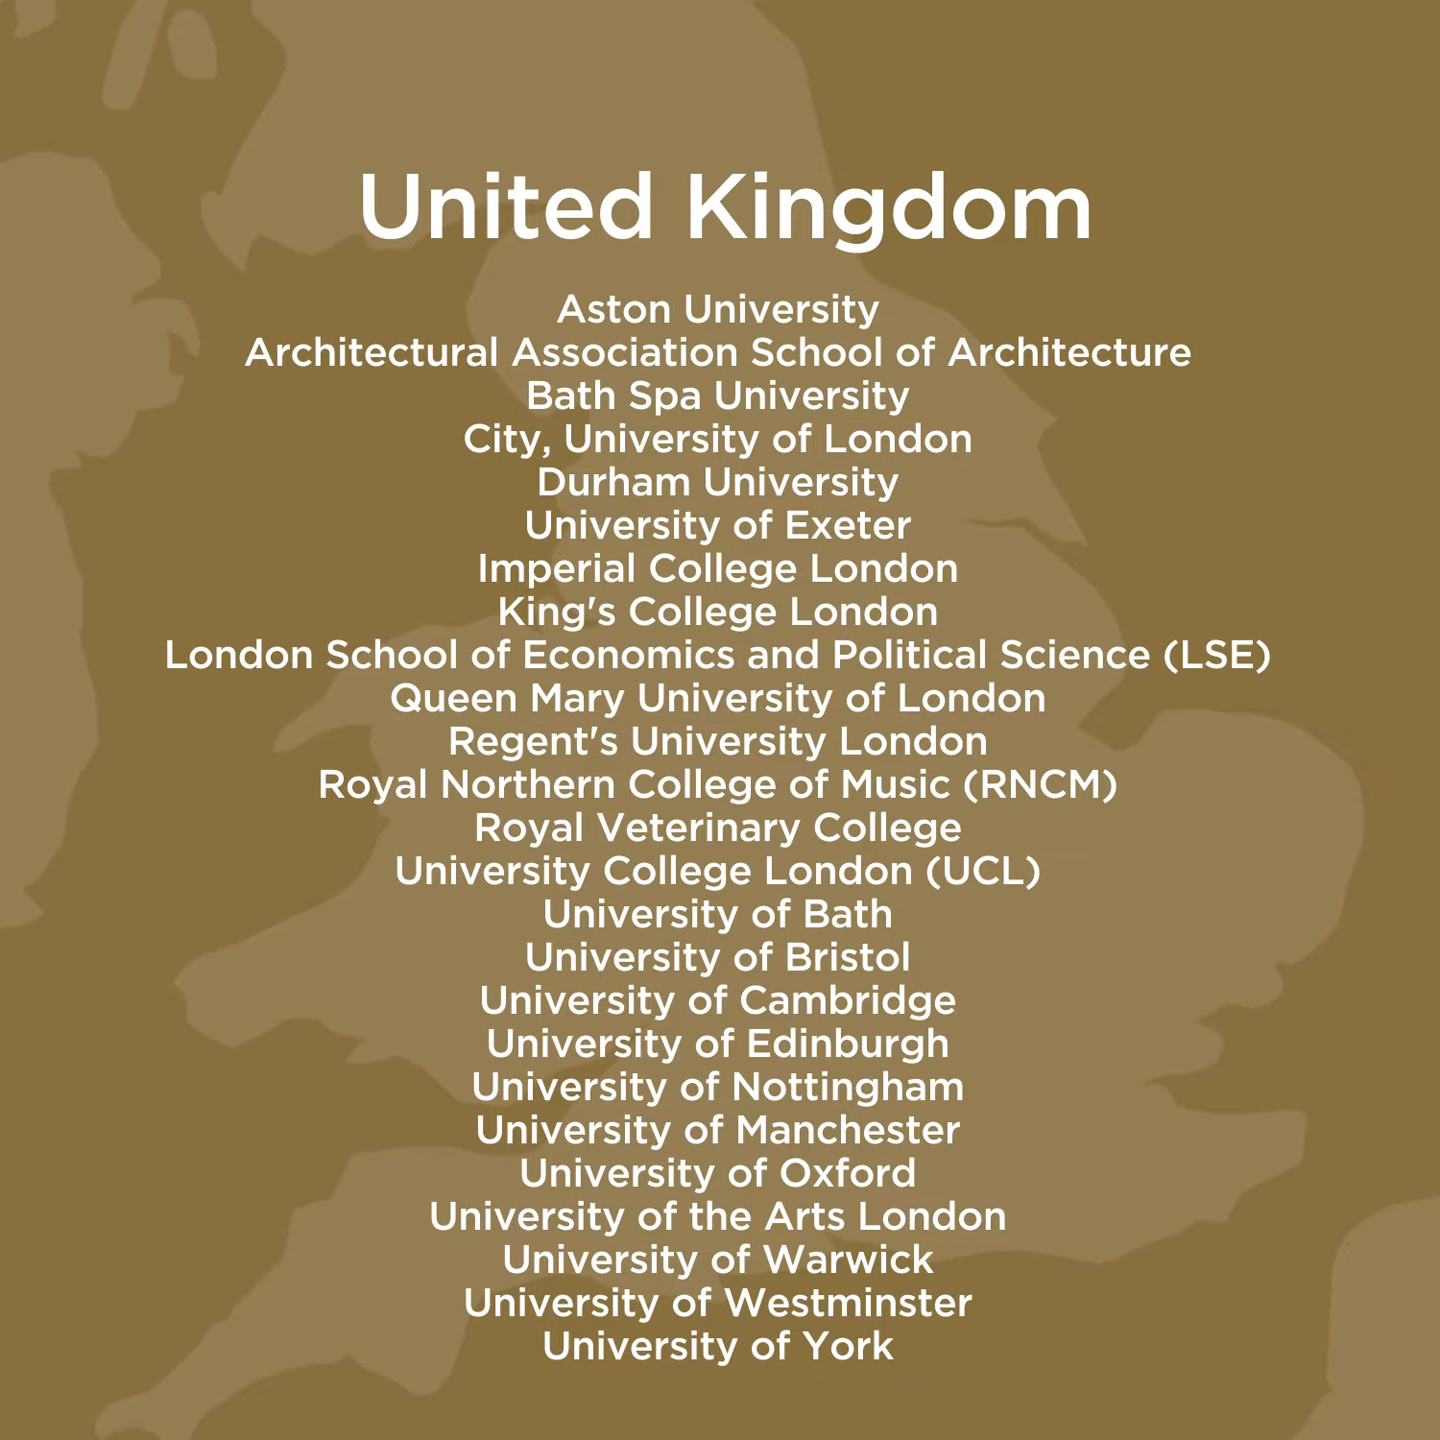 United Kingdom
Aston University
Architectural Association School of Architecture
Bath Spa University
City, University of London
Durham University
University of Exeter
Imperial College London
King's College London
London School of Economics and Political Science (LSE)
Queen Mary University of London
Regent's University London
Royal Northern College of Music (RNCM)
Royal Veterinary College
University College London (UCL)
University of Bath
University of Bristol
University of Cambridge
University of Edinburgh
University of Nottingham
University of Manchester
University of Oxford
University of the Arts London
University of Warwick
University of Westminster
University of York